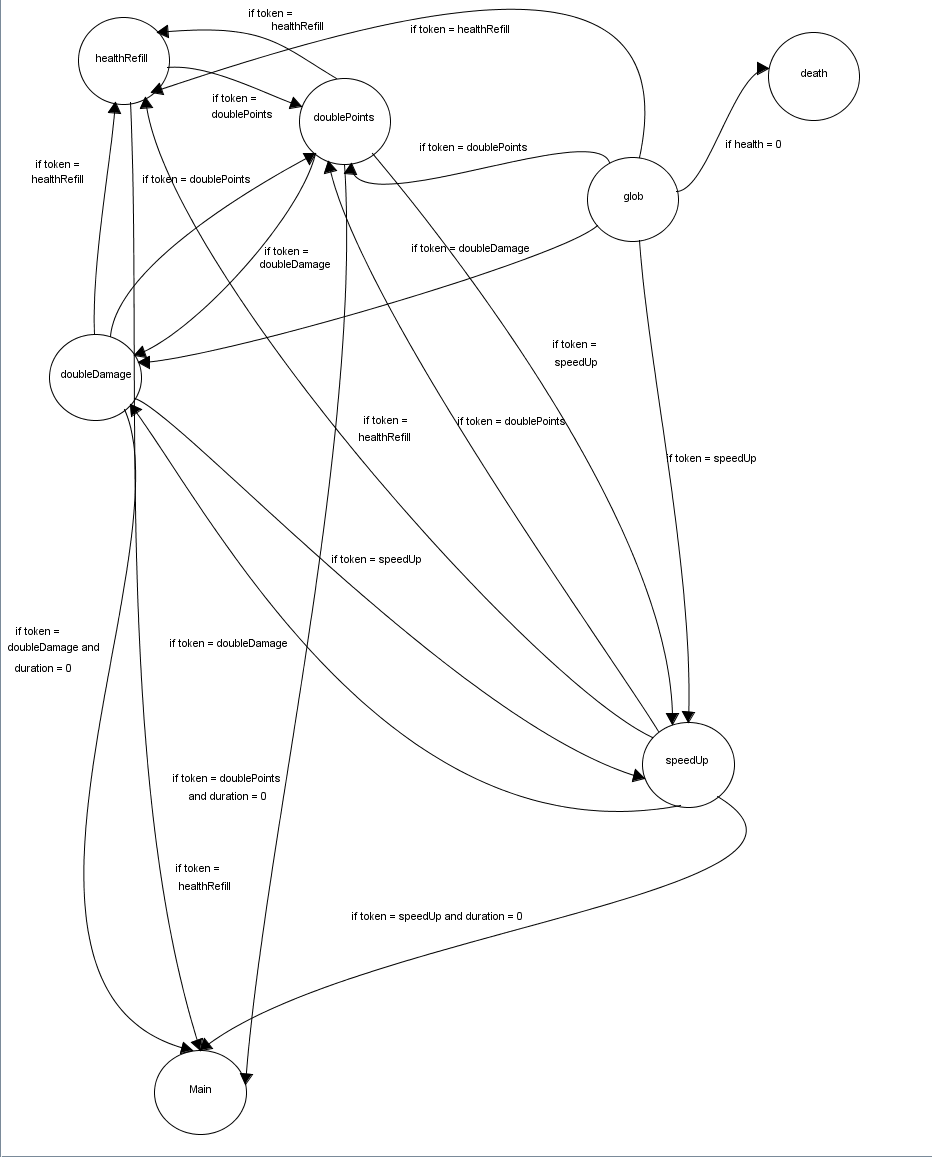 if token =
healthRefill
if token = healthRefill
healthRefill
death
if token =
doublePoints
doublePoints
if health = 0
if token = doublePoints
if token =
healthRefill
if token = doublePoints
glob
if token =
doubleDamage
if token = doubleDamage
if token =
speedUp
doubleDamage
if token =
healthRefill
if token = doublePoints
if token = speedUp
if token = speedUp
if token =
doubleDamage and
duration = 0
if token = doubleDamage
speedUp
if token = doublePoints
and duration = 0
if token =
healthRefill
if token = speedUp and duration = 0
Main